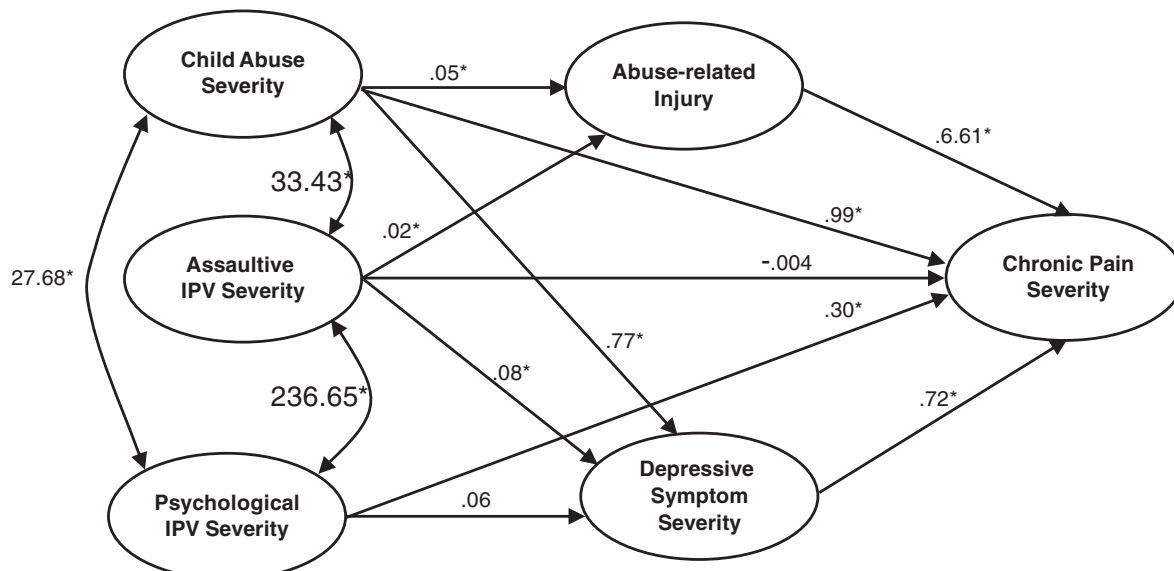 Child Abuse
Severity
.05*
Abuse-related
Injury
.6.61*
33.43*
.99*
.02*
27.68*
Assaultive
IPV Severity
-.004
Chronic Pain
Severity
.30*
.77*
.08*
236.65*
.72*
Psychological
IPV Severity
.06
Depressive
Symptom
Severity